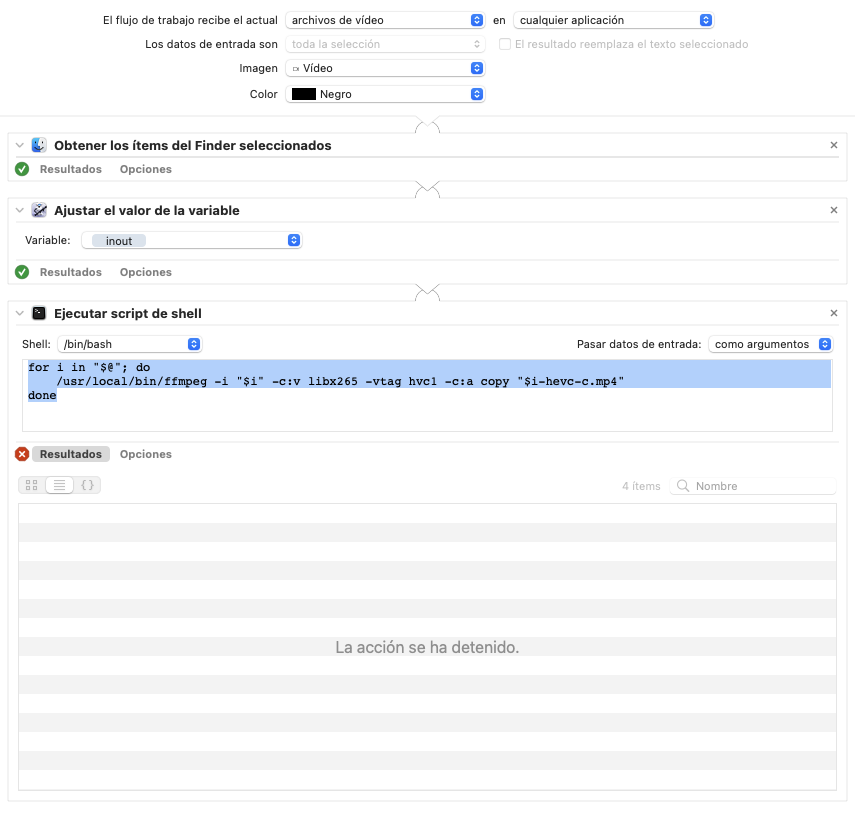 El flujo de trabajo recibe el actual archivos de vídeo en cualquier aplicación
Los datos de entrada son toda la selección El resultado reemplaza el texto seleccionado
Imagen Vídeo
Color Negro
Obtener los ítems del Finder seleccionados
Resultados Opciones
Ajustar el valor de la variable
Variable: inout
Resultados Opciones
Ejecutar script de shell
Shell: /bin/bash Pasar datos de entrada: como argumentos
for i in "$@"; do
    /usr/local/bin/ffmpeg -i "$i" -c:v libx265 -vtag hvc1 -c:a copy "$i-hevc-c.mp4"
done
Resultados Opciones
4 ítems Nombre
La acción se ha detenido.